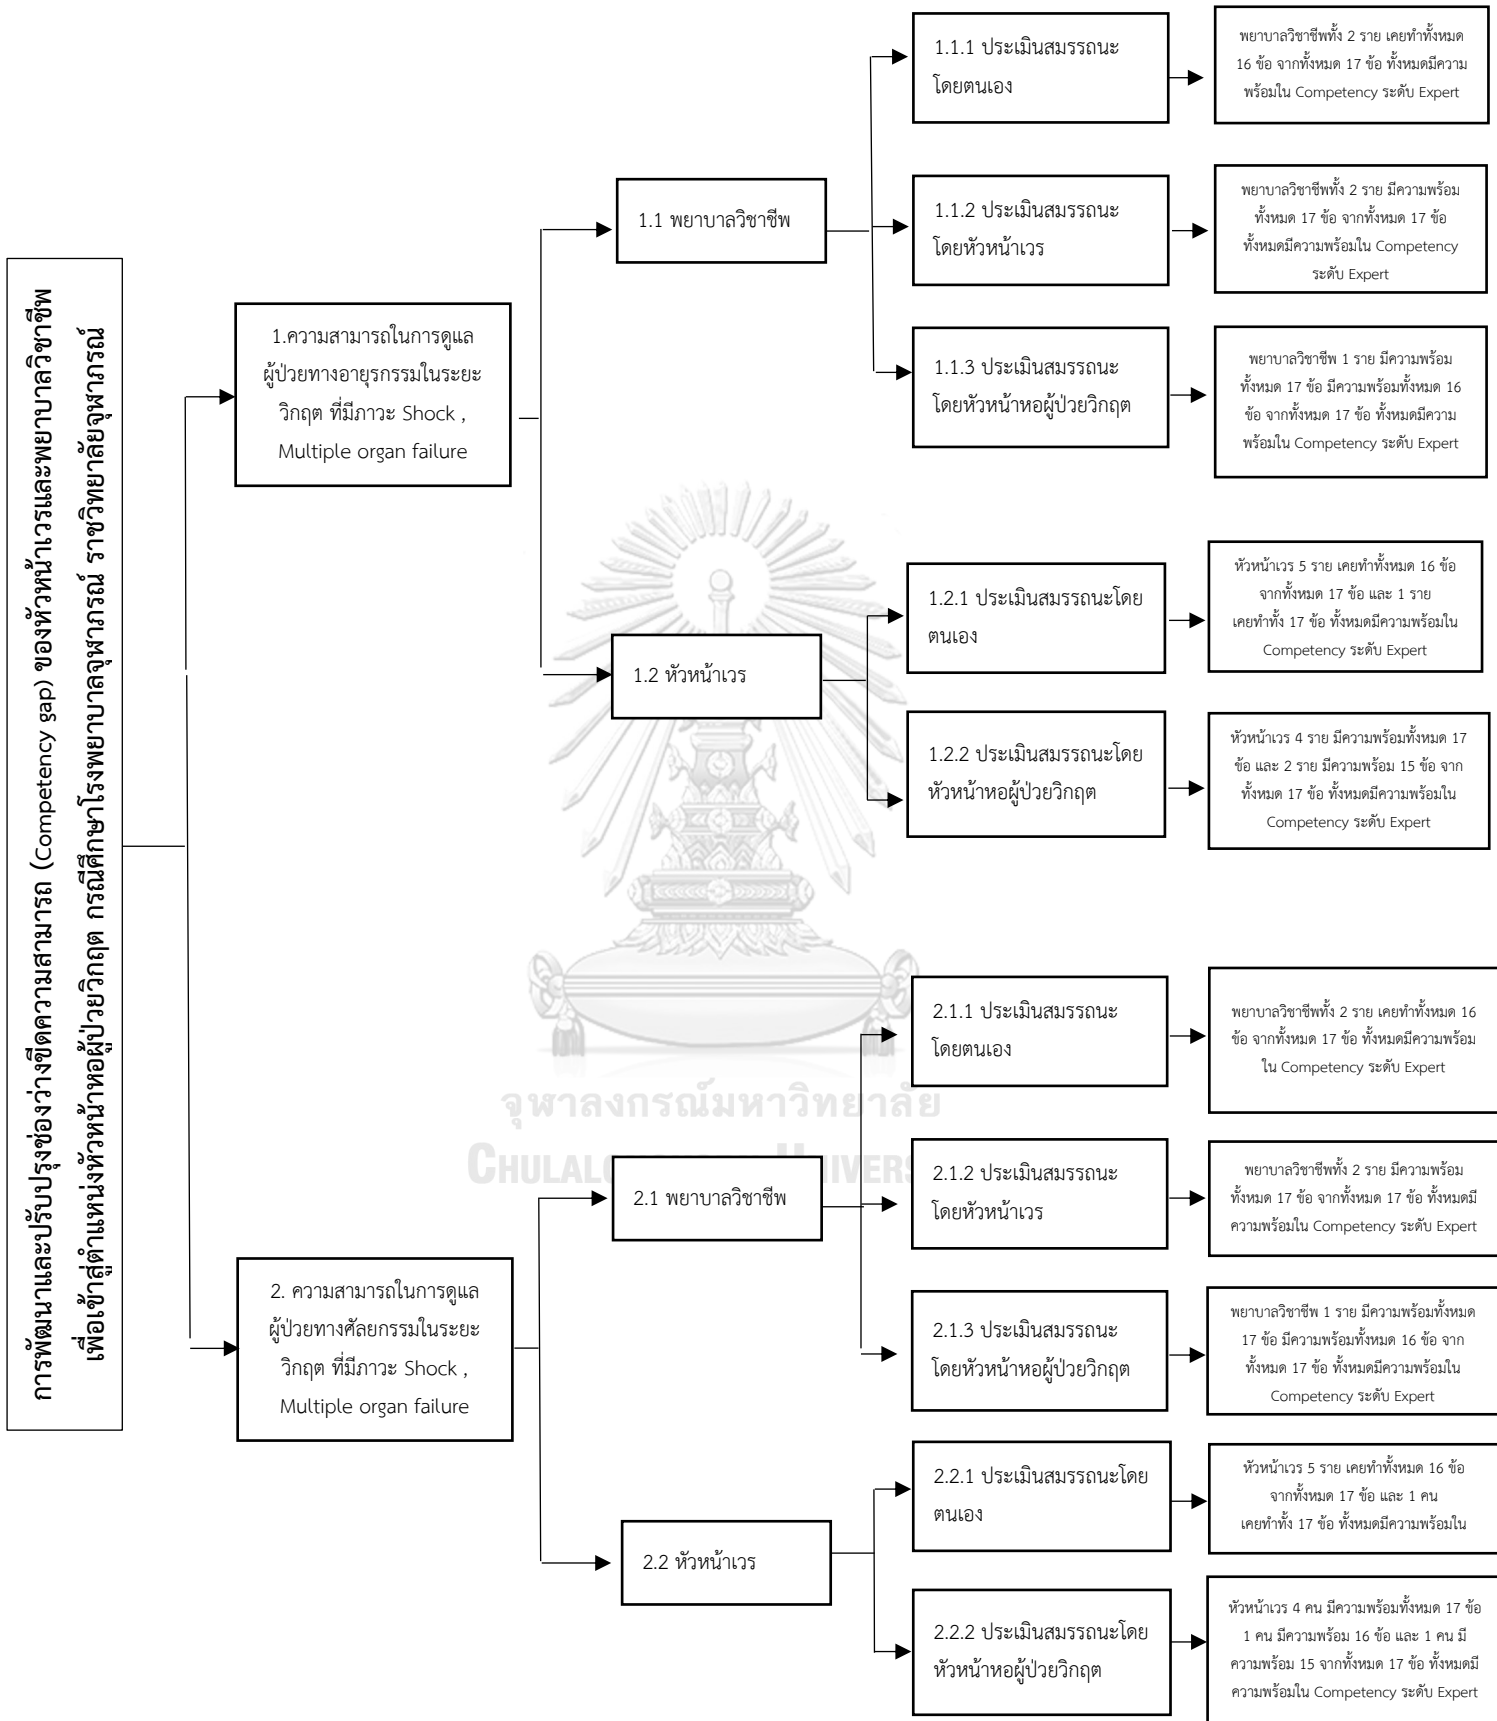 การพัฒนาและปรับปรุงช่องว่างขีดความสามารถ (Competency gap) ของหัวหน้าเวรและพยาบาลวิชาชีพ
เพื่อเข้าสู่ตำแหน่งหัวหน้าหอผู้ป่วยวิกฤต กรณีศึกษาโรงพยาบาลจุฬาภรณ์ ราชวิทยาลัยจุฬาภรณ์
1.ความสามารถในการดูแล
ผู้ป่วยทางอายุรกรรมในระยะ
วิกฤต ที่มีภาวะ Shock ,
Multiple organ failure
1.1 พยาบาลวิชาชีพ
1.1.1 ประเมินสมรรถนะ
โดยตนเอง
พยาบาลวิชาชีพทั้ง 2 ราย เคยทำทั้งหมด
16 ข้อ จากทั้งหมด 17 ข้อ ทั้งหมดมีความ
พร้อมใน Competency ระดับ Expert
1.1.2 ประเมินสมรรถนะ
โดยหัวหน้าเวร
พยาบาลวิชาชีพทั้ง 2 ราย มีความพร้อม
ทั้งหมด 17 ข้อ จากทั้งหมด 17 ข้อ
ทั้งหมดมีความพร้อมใน Competency
ระดับ Expert
1.1.3 ประเมินสมรรถนะ
โดยหัวหน้าหอผู้ป่วยวิกฤต
พยาบาลวิชาชีพ 1 ราย มีความพร้อม
ทั้งหมด 17 ข้อ มีความพร้อมทั้งหมด 16
ข้อ จากทั้งหมด 17 ข้อ ทั้งหมดมีความ
พร้อมใน Competency ระดับ Expert
1.2 หัวหน้าเวร
1.2.1 ประเมินสมรรถนะโดย
ตนเอง
หัวหน้าเวร 5 ราย เคยทำทั้งหมด 16 ข้อ
จากทั้งหมด 17 ข้อ และ 1 ราย
เคยทำทั้ง 17 ข้อ ทั้งหมดมีความพร้อมใน
Competency ระดับ Expert
1.2.2 ประเมินสมรรถนะโดย
หัวหน้าหอผู้ป่วยวิกฤต
หัวหน้าเวร 4 ราย มีความพร้อมทั้งหมด 17
ข้อ และ 2 ราย มีความพร้อม 15 ข้อ จาก
ทั้งหมด 17 ข้อ ทั้งหมดมีความพร้อมใน
Competency ระดับ Expert
จุฬาลงกรณ์มหาวิทยาลัย
2. ความสามารถในการดูแล
ผู้ป่วยทางศัลยกรรมในระยะ
วิกฤต ที่มีภาวะ Shock ,
Multiple organ failure
2.1 พยาบาลวิชาชีพ
2.1.1 ประเมินสมรรถนะ
โดยตนเอง
พยาบาลวิชาชีพทั้ง 2 ราย เคยทำทั้งหมด 16
ข้อ จากทั้งหมด 17 ข้อ ทั้งหมดมีความพร้อม
ใน Competency ระดับ Expert
2.1.2 ประเมินสมรรถนะ
โดยหัวหน้าเวร
พยาบาลวิชาชีพทั้ง 2 ราย มีความพร้อม
ทั้งหมด 17 ข้อ จากทั้งหมด 17 ข้อ ทั้งหมดมี
ความพร้อมใน Competency ระดับ Expert
2.1.3 ประเมินสมรรถนะ
โดยหัวหน้าหอผู้ป่วยวิกฤต
พยาบาลวิชาชีพ 1 ราย มีความพร้อมทั้งหมด
17 ข้อ มีความพร้อมทั้งหมด 16 ข้อ จาก
ทั้งหมด 17 ข้อ ทั้งหมดมีความพร้อมใน
Competency ระดับ Expert
2.2 หัวหน้าเวร
2.2.1 ประเมินสมรรถนะโดย
ตนเอง
หัวหน้าเวร 5 ราย เคยทำทั้งหมด 16 ข้อ
จากทั้งหมด 17 ข้อ และ 1 คน
เคยทำทั้ง 17 ข้อ ทั้งหมดมีความพร้อมใน
2.2.2 ประเมินสมรรถนะโดย
หัวหน้าหอผู้ป่วยวิกฤต
หัวหน้าเวร 4 คน มีความพร้อมทั้งหมด 17 ข้อ
1 คน มีความพร้อม 16 ข้อ และ 1 คน มี
ความพร้อม 15 จากทั้งหมด 17 ข้อ ทั้งหมดมี
ความพร้อมใน Competency ระดับ Expert